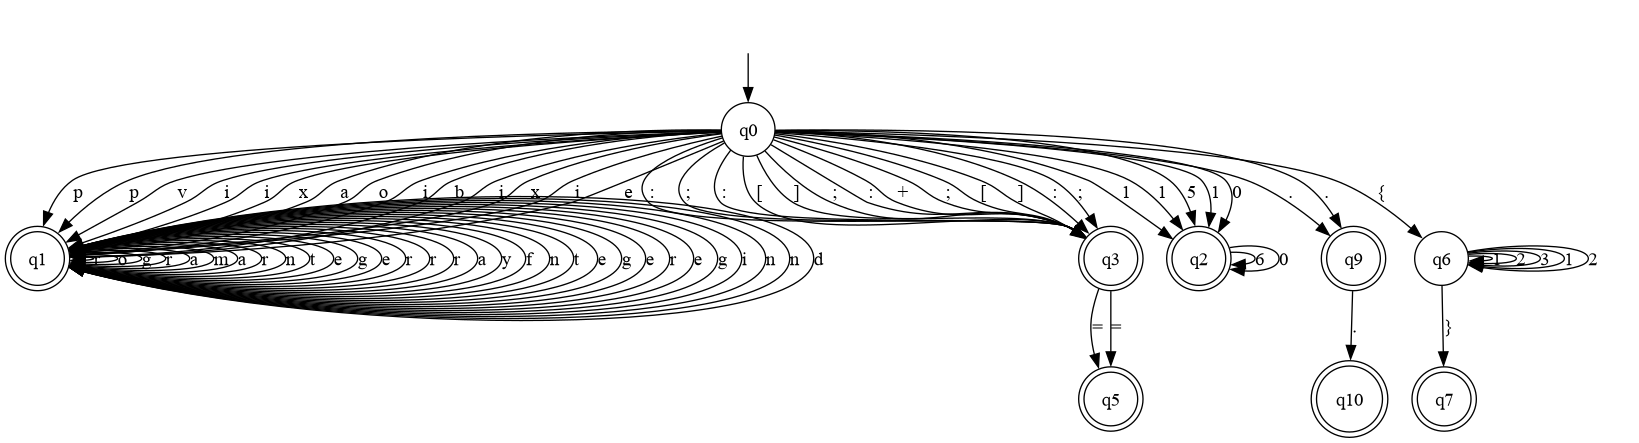 q0
p p v i i x a o i b i x i e : ; : [ ] ; : + ; [ ] : ; 1 1 5 1 0 . . {
q1 r o g r a m a r n t e g e r r r a y f n t e g e r e g i n n d q3 q2 6 0 q9 q6 1 2 3 1 2
= = . }
q5 q10 q7